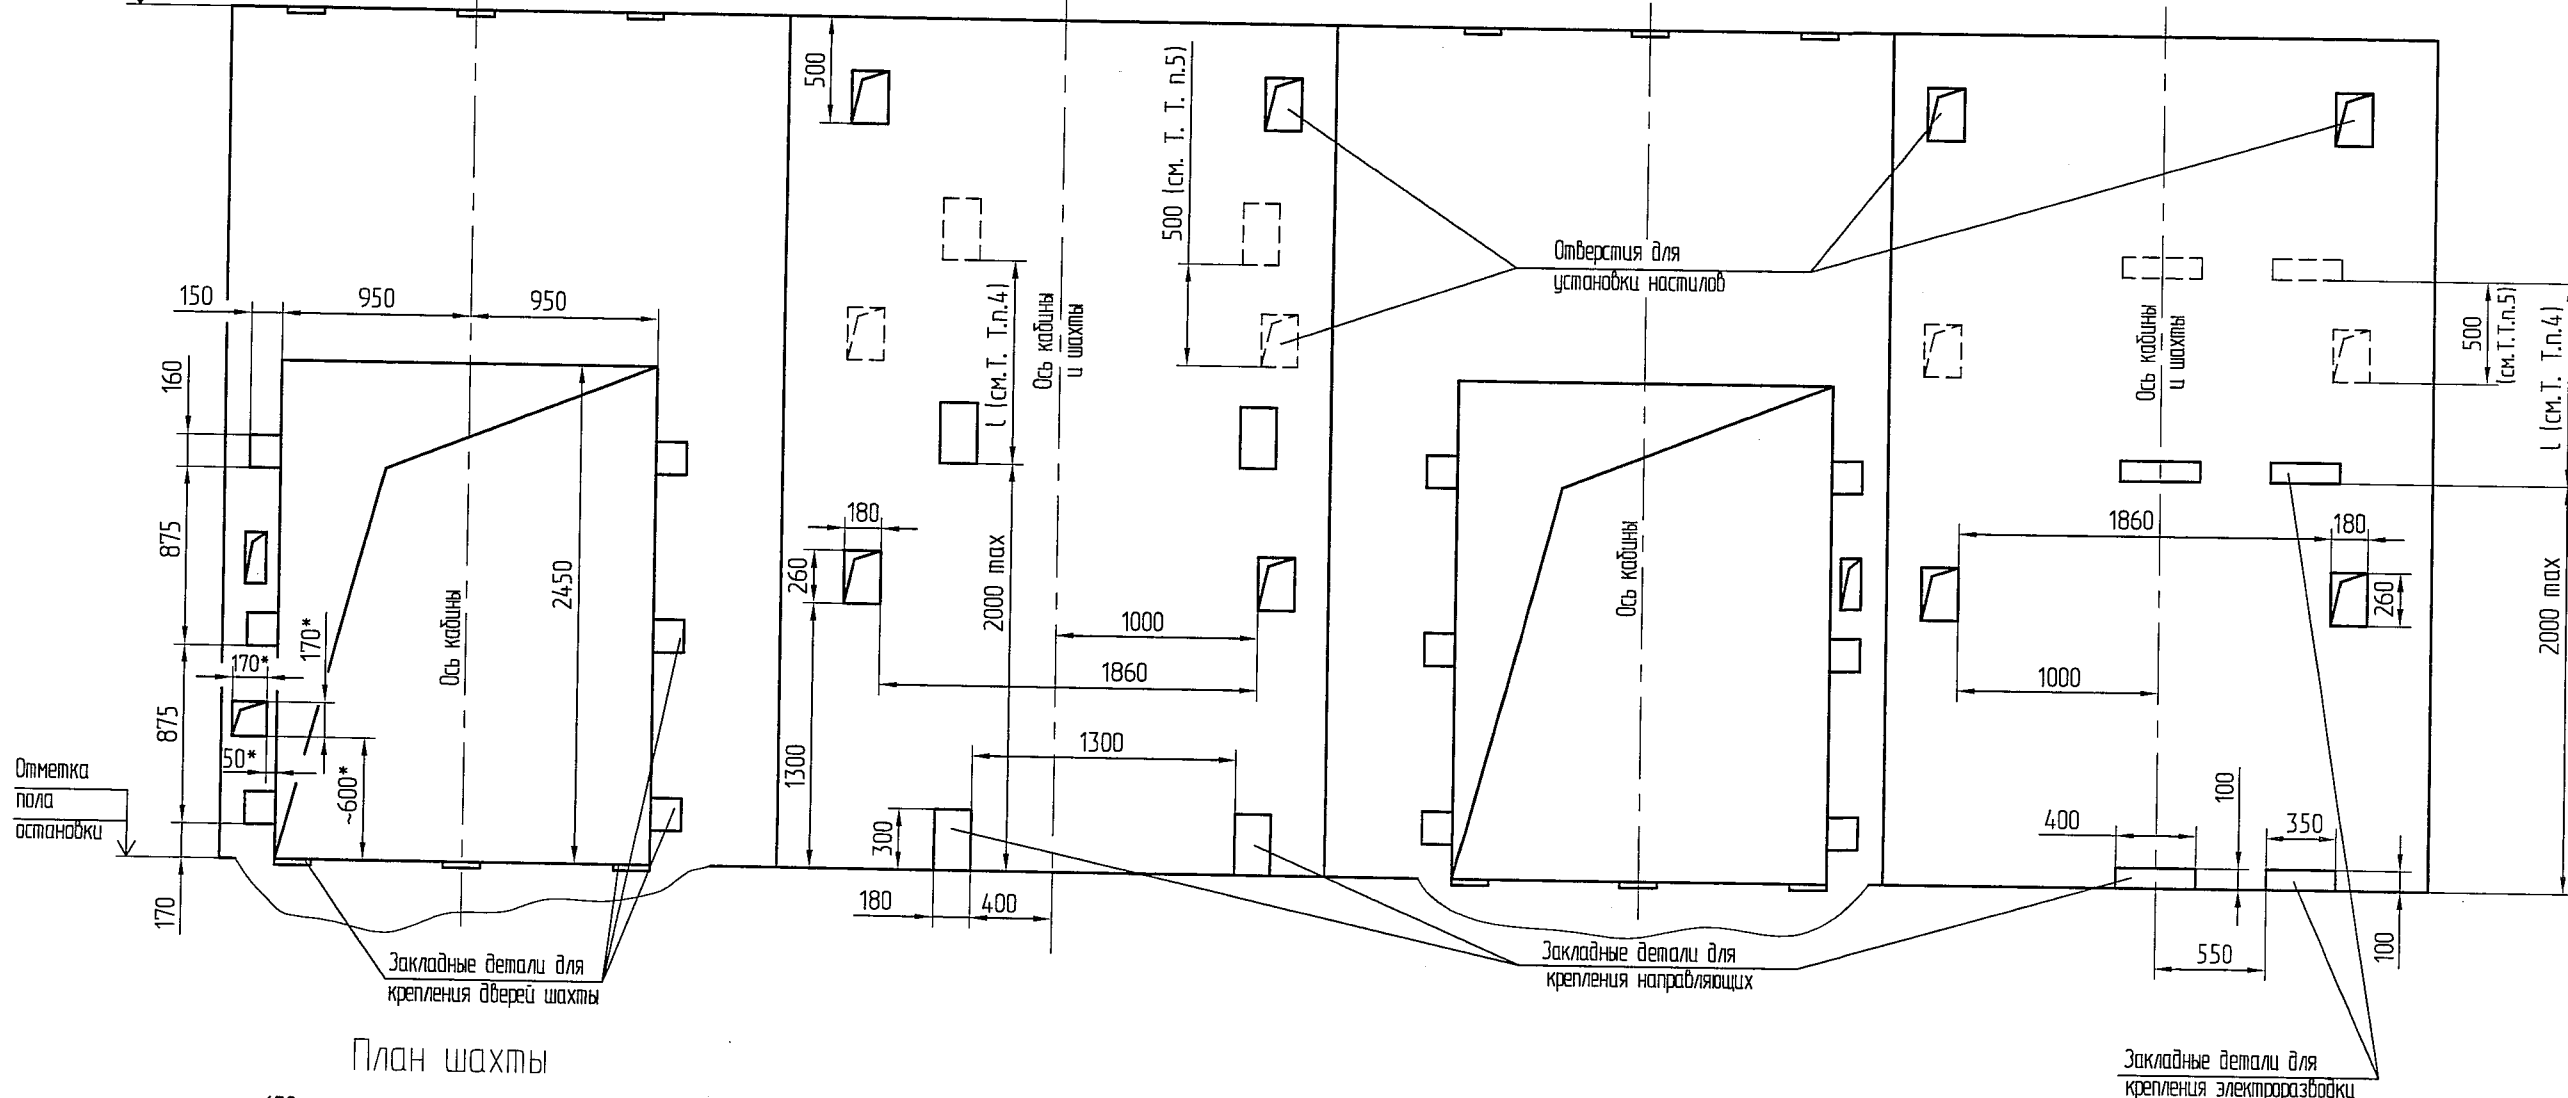 500
500 (см. Т. Т. п.5)
Отверстия для
установки настилов
150
950
950
160
875
875
170
170*
170*
50*
~600*
2450
Ось кабины
Отметка
пола
остановки
l (см. Т. Т.п.4)
Ось кабины
и шахты
180
260
1300
2000 max
1000
1860
1300
300
180
400
Ось кабины
Ось кабины
и шахты
500
(см.Т.Т.п.5)
l (см.Т. Т.п.4)
1860
180
260
2000 max
1000
400
100
350
550
100
Закладные детали для
крепления дверей шахты
Закладные детали для
крепления направляющих
Закладные детали для
крепления электроразводки
План шахты